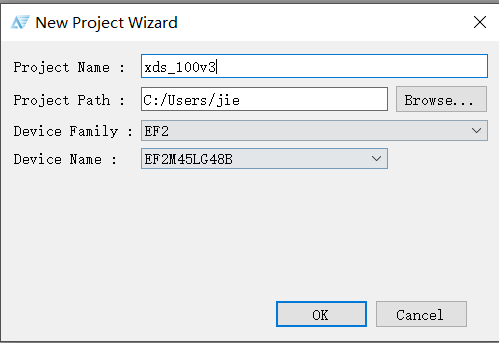 New Project Wizard
Project Name : xds_100v3
Project Path : C:/Users/jie Browse...
Device Family : EF2
Device Name : EF2M45LG48B
OK Cancel